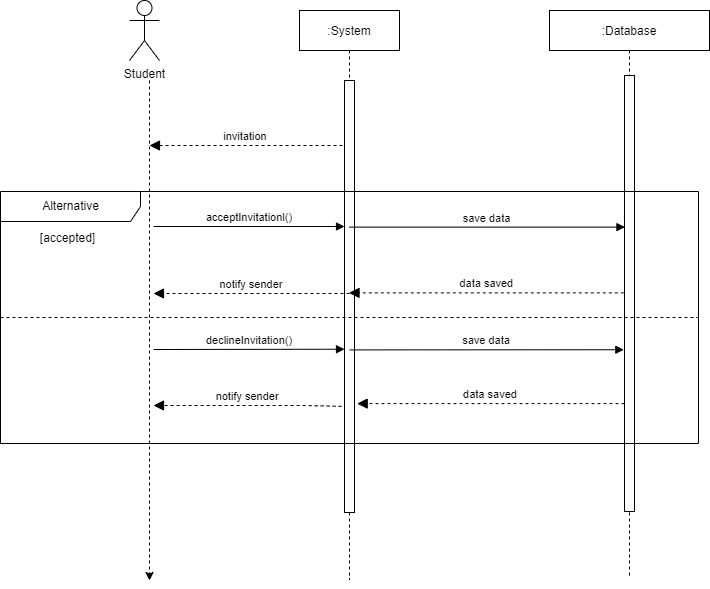 :System
:Database
Student
invitation
Alternative
acceptInvitationI()
save data
[accepted]
notify sender
data saved
declineInvitation()
save data
notify sender
data saved